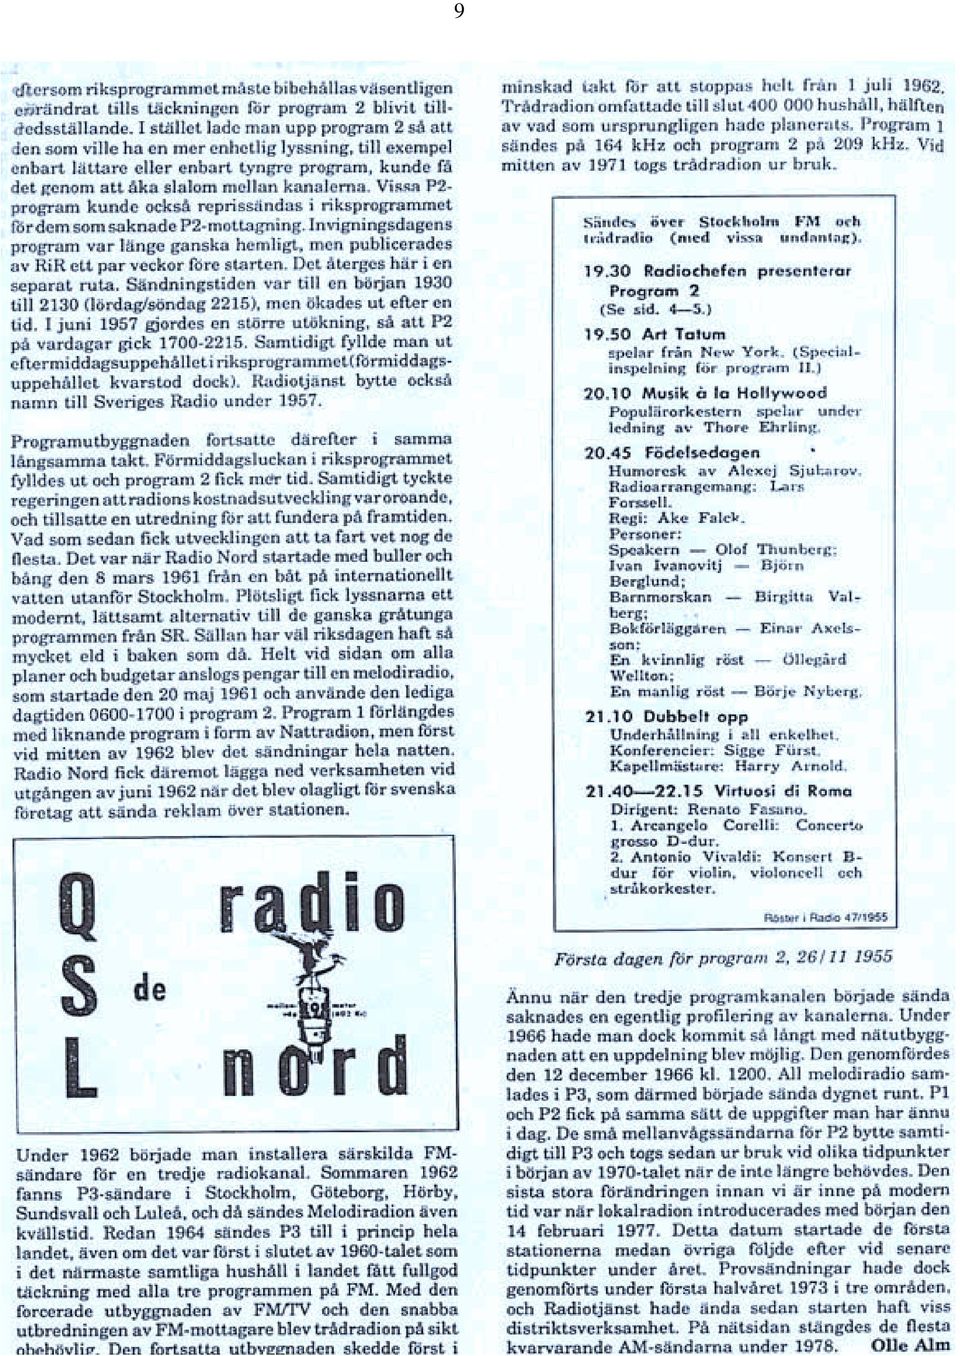 9
eftersom riksprogrammet måste bibehållas väsentligen
oförändrat tills täckningen för program 2 blivit till-
fredsställande. I stället lade man upp program 2 så att
den som ville ha en mer enhetlig lyssning, till exempel
enbart lättare eller enbart tyngre program, kunde få
det genom att åka slalom mellan kanalerna. Vissa P2-
program kunde också reprissändas i riksprogrammet
för dem som saknade P2-mottagning. Invigningsdagens
program var länge ganska hemligt, men publicerades
av RiR ett par veckor före starten. Det återges här i en
separat ruta. Sändningstiden var till en början 1930
till 2130 (lördag/söndag 2215), men ökades ut efter en
tid. I juni 1957 gjordes en större utökning, så att P2
på vardagar gick 1700-2215. Samtidigt fyllde man ut
eftermiddagsuppehållet i riksprogrammet (förmiddags-
uppehållet kvarstod dock). Radiotjänst bytte också
namn till Sveriges Radio under 1957.
Programutbyggnaden fortsatte därefter i samma
långsamma takt. Förmiddagsluckan i riksprogrammet
fylldes ut och program 2 fick mer tid. Samtidigt tyckte
regeringen att radions kostnadsutveckling var oroande,
och tillsatte en utredning för att fundera på framtiden.
Vad som sedan fick utvecklingen att ta fart vet nog de
flesta. Det var när Radio Nord startade med buller och
bång den 8 mars 1961 från en båt på internationellt
vatten utanför Stockholm. Plötsligt fick lyssnarna ett
modernt, lättsamt alternativ till de ganska gråtunga
programmen från SR. Sällan har väl riksdagen haft så
mycket eld i baken som då. Helt vid sidan om alla
planer och budgetar anslogs pengar till en melodiradio,
som startade den 20 maj 1961 och använde den lediga
dagtiden 0600-1700 i program 2. Program 1 förlängdes
med liknande program i form av Nattradion, men först
vid mitten av 1962 blev det sändningar hela natten.
Radio Nord fick däremot lägga ned verksamheten vid
utgången av juni 1962 när det blev olagligt för svenska
företag att sända reklam över stationen.
Q radio
S de
L nord
Under 1962 började man installera särskilda FM-
sändare för en tredje radiokanal. Sommaren 1962
fanns P3-sändare i Stockholm, Göteborg, Hörby,
Sundsvall och Luleå, och då sändes Melodiradion även
kvällstid. Redan 1964 sändes P3 till i princip hela
landet, även om det var först i slutet av 1960-talet som
i det närmaste samtliga hushåll i landet fått fullgod
täckning med alla tre programmen på FM. Med den
forcerade utbyggnaden av FM/TV och den snabba
utbredningen av FM-mottagare blev trådradion på sikt
obehövlig. Den fortsatta utbyggnaden skedde först i
minskad takt för att stoppas helt från 1 juli 1962.
Trådradion omfattade till slut 400 000 hushåll, hälften
av vad som ursprungligen hade planerats. Program 1
sändes på 164 kHz och program 2 på 209 kHz. Vid
mitten av 1971 togs trådradion ur bruk.
Sändes över Stockholm FM och
trådradio (med vissa undantag).
19.30 Radiochefen presenterar
Program 2
(Se sid. 4—5.)
19.50 Art Tatum
spelar från New York. (Special-
inspelning för program II.)
20.10 Musik à la Hollywood
Populärorkestern spelar under
ledning av Thore Ehrling.
20.45 Födelsedagen
Humoresk av Alexej Sjukarov.
Radioarrangemang: Lars
Forssell.
Regi: Åke Falck.
Personer:
Speakern — Olof Thunberg;
Ivan Ivanovitj — Björn
Berglund;
Barnmorskan — Birgitta Val-
berg;
Bokförläggaren — Einar Axels-
son;
En kvinnlig röst — Öllegård
Wellton;
En manlig röst — Börje Nyberg.
21.10 Dubbelt opp
Underhållning i all enkelhet.
Konferencier: Sigge Fürst.
Kapellmästare: Harry Arnold.
21.40—22.15 Virtuosi di Roma
Dirigent: Renato Fasano.
1. Arcangelo Corelli: Concerto
grosso D-dur.
2. Antonio Vivaldi: Konsert B-
dur för violin, violoncell och
stråkorkester.
Röster i Radio 47/1955
Första dagen för program 2, 26/11 1955
Ännu när den tredje programkanalen började sända
saknades en egentlig profilering av kanalerna. Under
1966 hade man dock kommit så långt med nätutbygg-
naden att en uppdelning blev möjlig. Den genomfördes
den 12 december 1966 kl. 1200. All melodiradio sam-
lades i P3, som därmed började sända dygnet runt. P1
och P2 fick på samma sätt de uppgifter man har ännu
i dag. De små mellanvågssändarna för P2 bytte samti-
digt till P3 och togs sedan ur bruk vid olika tidpunkter
i början av 1970-talet när de inte längre behövdes. Den
sista stora förändringen innan vi är inne på modern
tid var när lokalradion introducerades med början den
14 februari 1977. Detta datum startade de första
stationerna medan övriga följde efter vid senare
tidpunkter under året. Provsändningar hade dock
genomförts under första halvåret 1973 i tre områden,
och Radiotjänst hade ända sedan starten haft viss
distriktsverksamhet. På nätsidan stängdes de flesta
kvarvarande AM-sändarna under 1978. Olle Alm